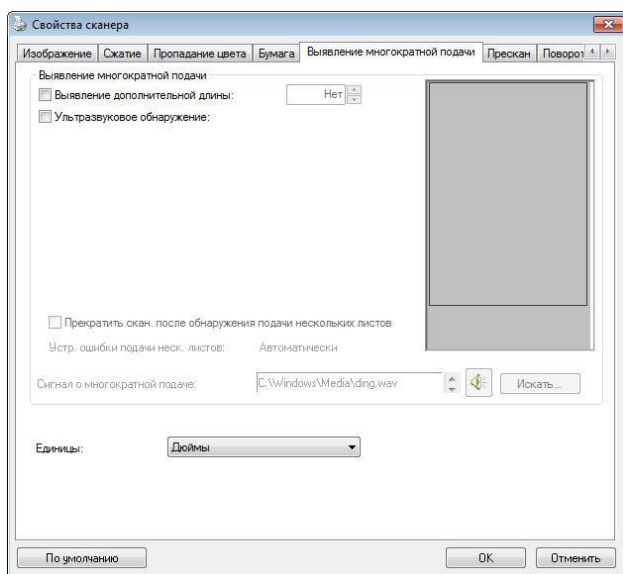 Свойства сканера
Изображение Сжатие Пропадание цвета Бумага Выявление многократной подачи Прескан Поворот
Выявление многократной подачи
Выявление дополнительной длины: Нет
Ультразвуковое обнаружение:
Прекратить скан. после обнаружения подачи нескольких листов
Устр. ошибки подачи неск. листов: Автоматически
Сигнал о многократной подаче: C:\Windows\Media\ding.wav Искать...
Единицы: Дюймы
По умолчанию OK Отменить